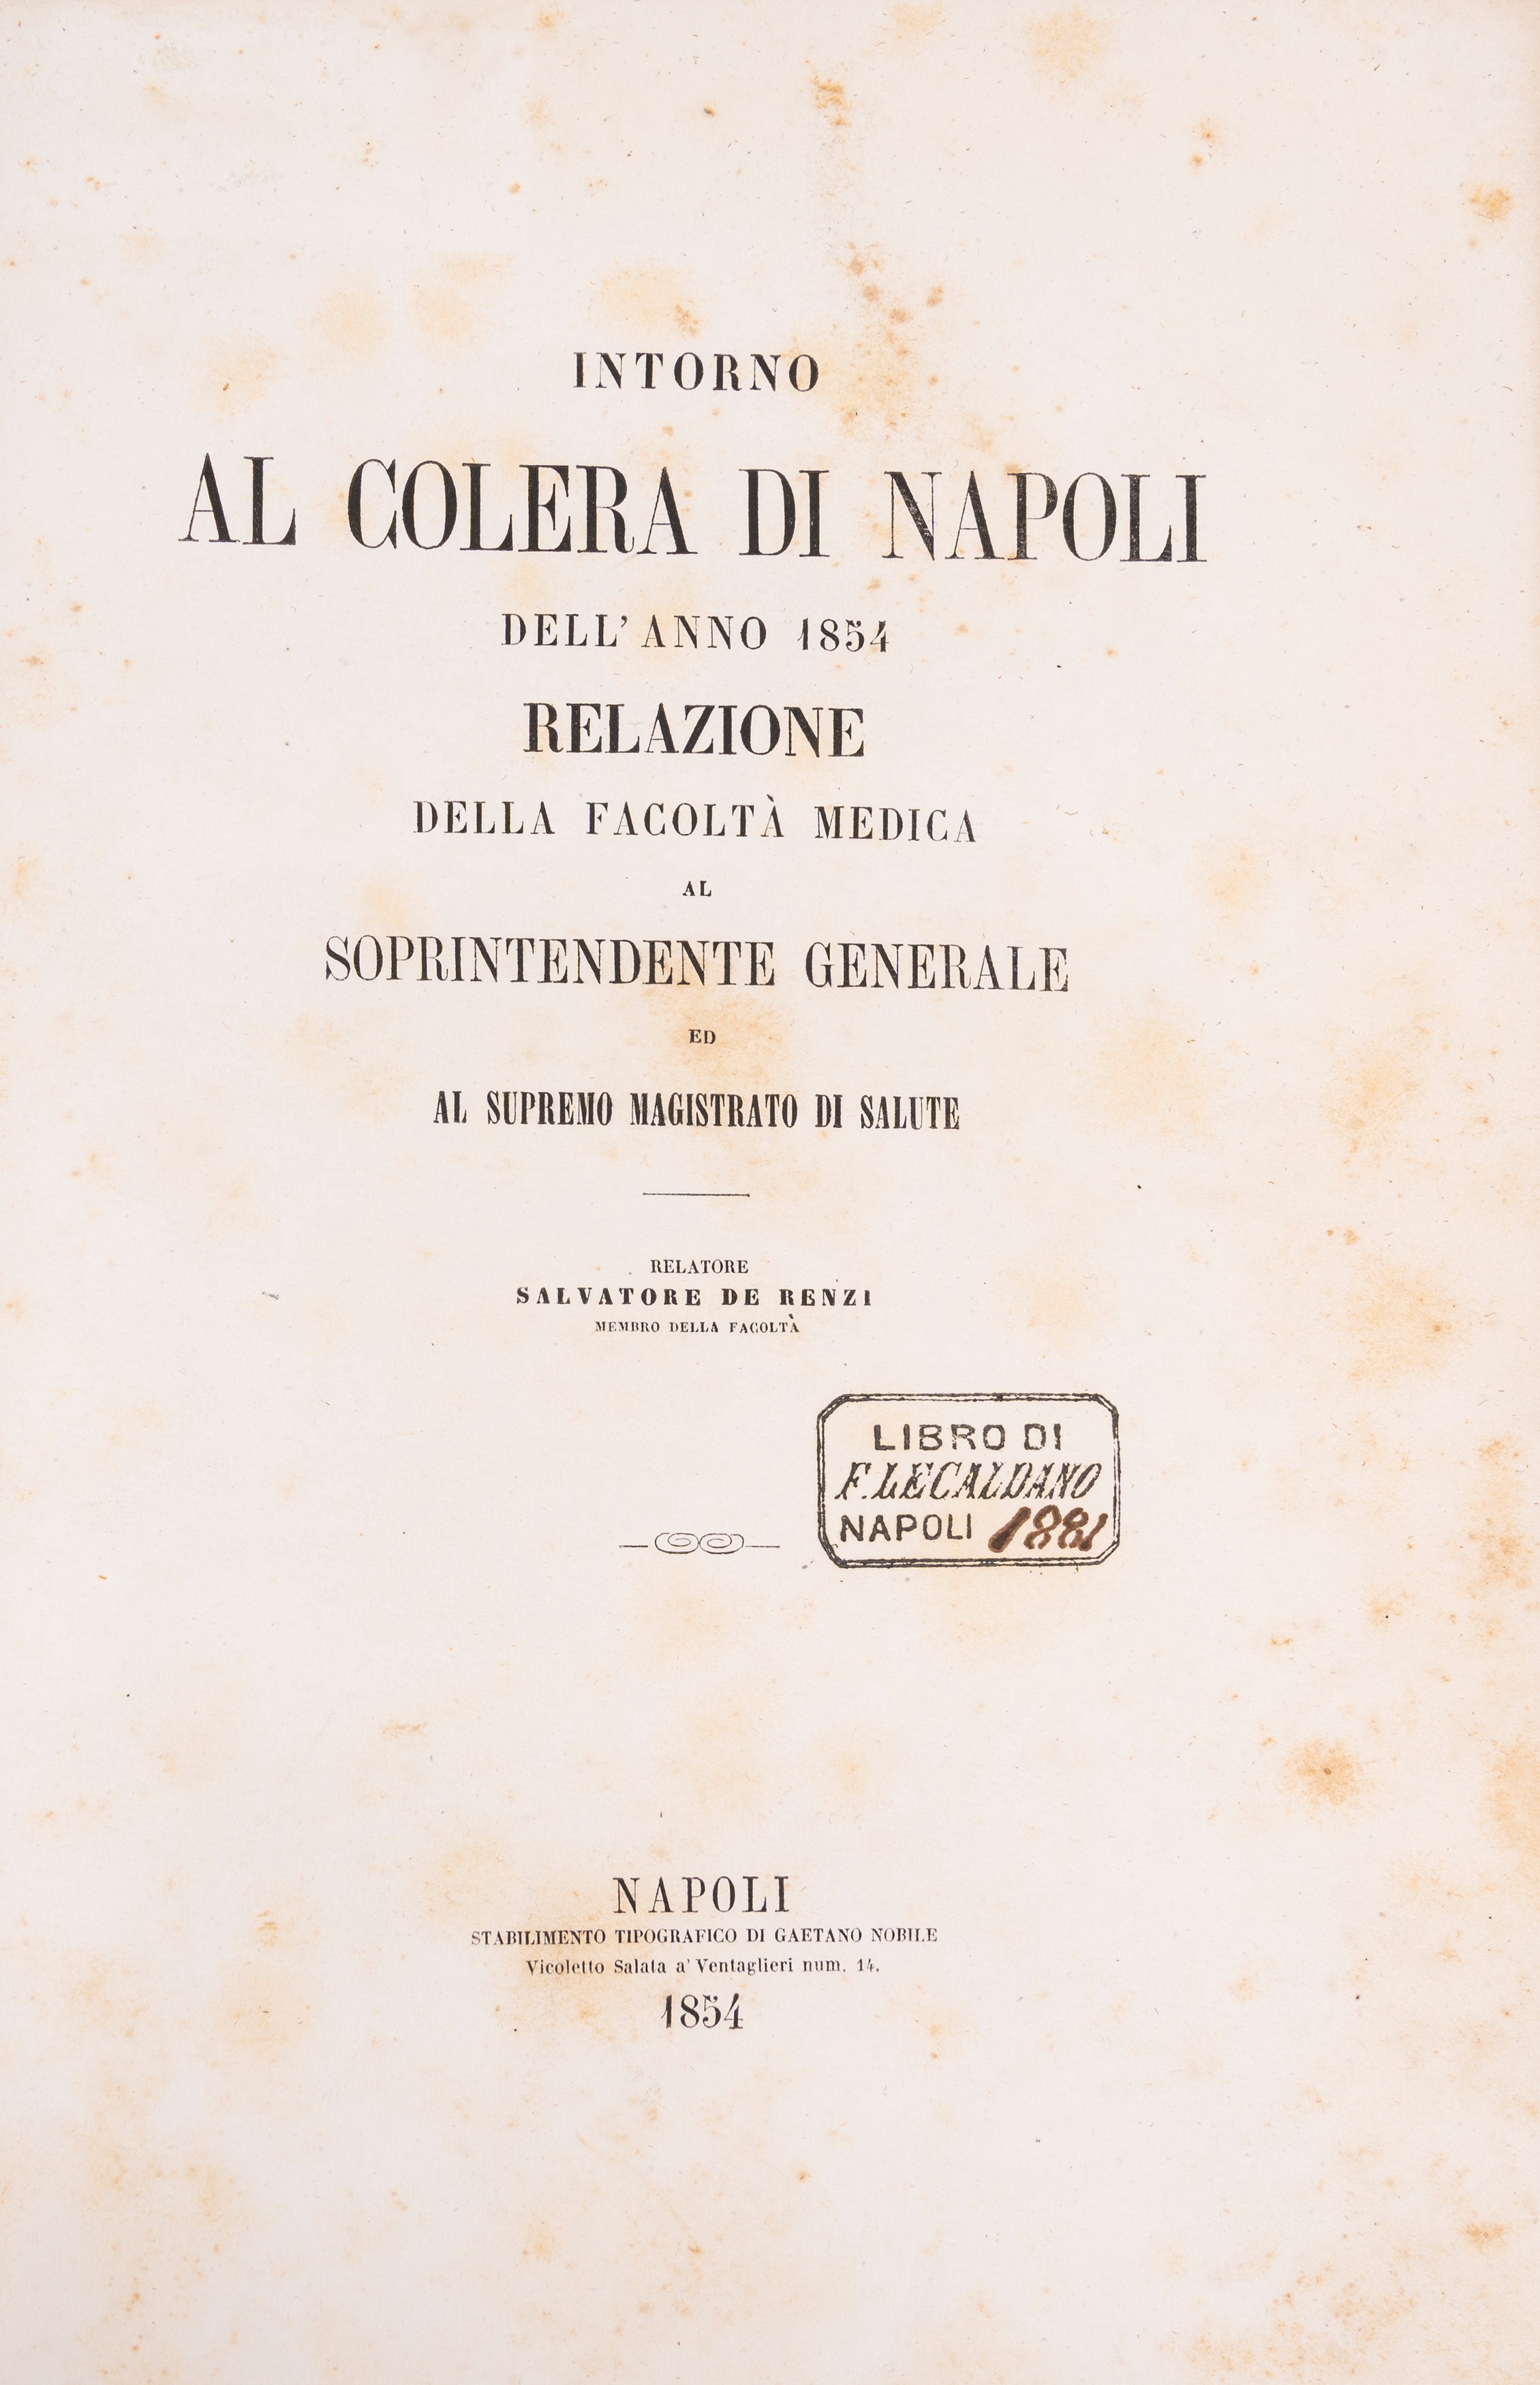 INTORNO
AL COLERA DI NAPOLI
DELL' ANNO 1854
RELAZIONE
DELLA FACOLTÀ MEDICA
AL
SOPRINTENDENTE GENERALE
ED
AL SUPREMO MAGISTRATO DI SALUTE
RELATORE
SALVATORE DE RENZI
MEMBRO DELLA FACOLTÀ
LIBRO DI
F. LECALDANO
NAPOLI 1881
NAPOLI
STABILIMENTO TIPOGRAFICO DI GAETANO NOBILE
Vicoletto Salata a' Ventaglieri num. 14.
1854